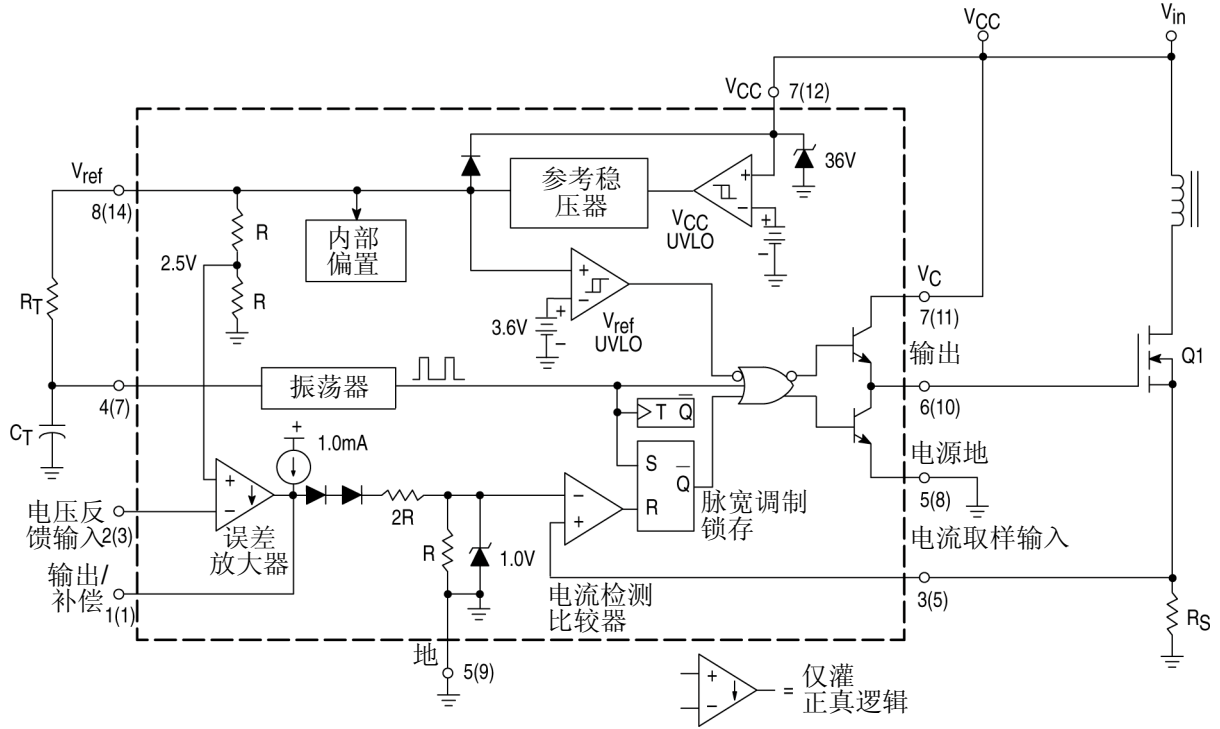 VCC
Vin
VCC 7(12)
Vref
8(14)
36V
参考稳
压器
+
−
VCC
UVLO
+
−
R
内部
偏置
2.5V
R
RT
+
−
3.6V
+
−
Vref
UVLO
VC
7(11)
输出
Q1
振荡器
4(7)
6(10)
T Q
CT
+
1.0mA
S
Q
R
电源地
5(8)
+
−
−
+
电压反
馈输入2(3)
误差
放大器
2R
R
1.0V
脉宽调制
锁存
电流取样输入
输出/
补偿
1(1)
电流检测
比较器
3(5)
RS
地
5(9)
+
−
= 仅灌
正真逻辑